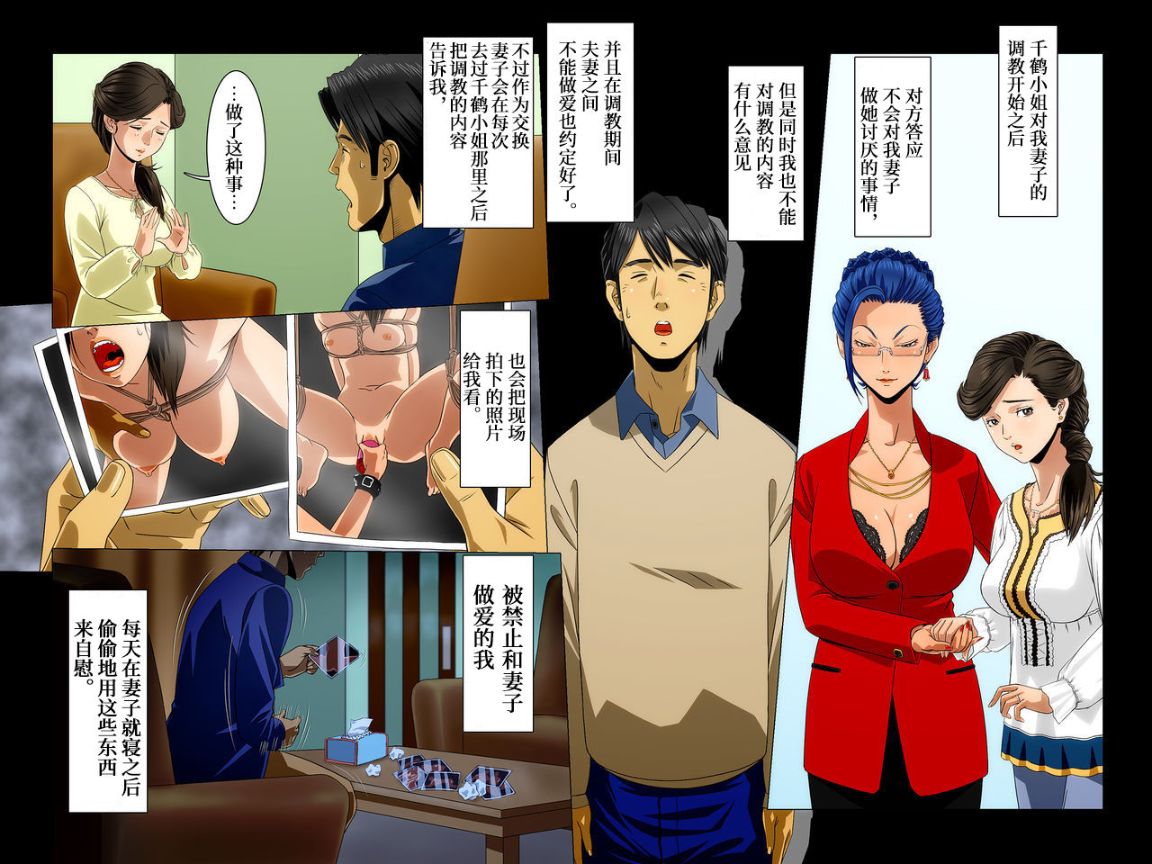 千鹤小姐对我妻子的
调教开始之后
对方答应
不会对我妻子
做她讨厌的事情，
但是同时我也不能
对调教的内容
有什么意见
并且在调教期间
夫妻之间
不能做爱也约定好了。
不过作为交换
妻子会在每次
去过千鹤小姐那里之后
把调教的内容
告诉我，
…做了这种事…
也会把现场
拍下的照片
给我看。
被禁止和妻子
做爱的我
每天在妻子就寝之后
偷偷地用这些东西
来自慰。